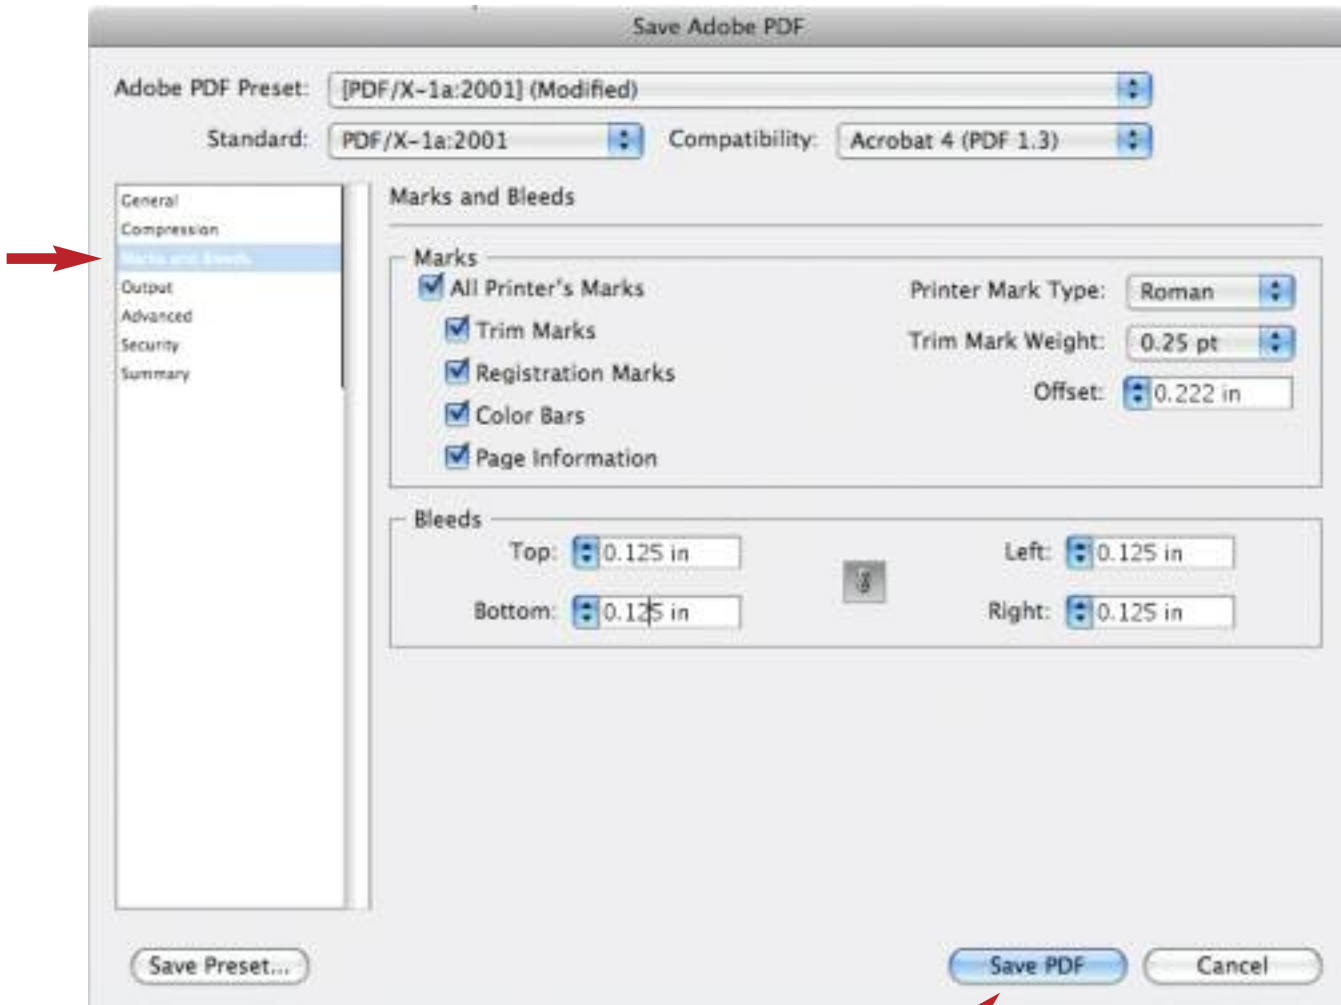 Save Adobe PDF
Adobe PDF Preset: [PDF/X-1a:2001] (Modified)
Standard: PDF/X-1a:2001 Compatibility: Acrobat 4 (PDF 1.3)
General
Compression
Marks and Bleeds
Output
Advanced
Security
Summary
Marks and Bleeds
Marks
All Printer's Marks
Trim Marks
Registration Marks
Color Bars
Page Information
Printer Mark Type: Roman
Trim Mark Weight: 0.25 pt
Offset: 0.222 in
Bleeds
Top: 0.125 in Left: 0.125 in
Bottom: 0.125 in Right: 0.125 in
Save Preset... Save PDF Cancel